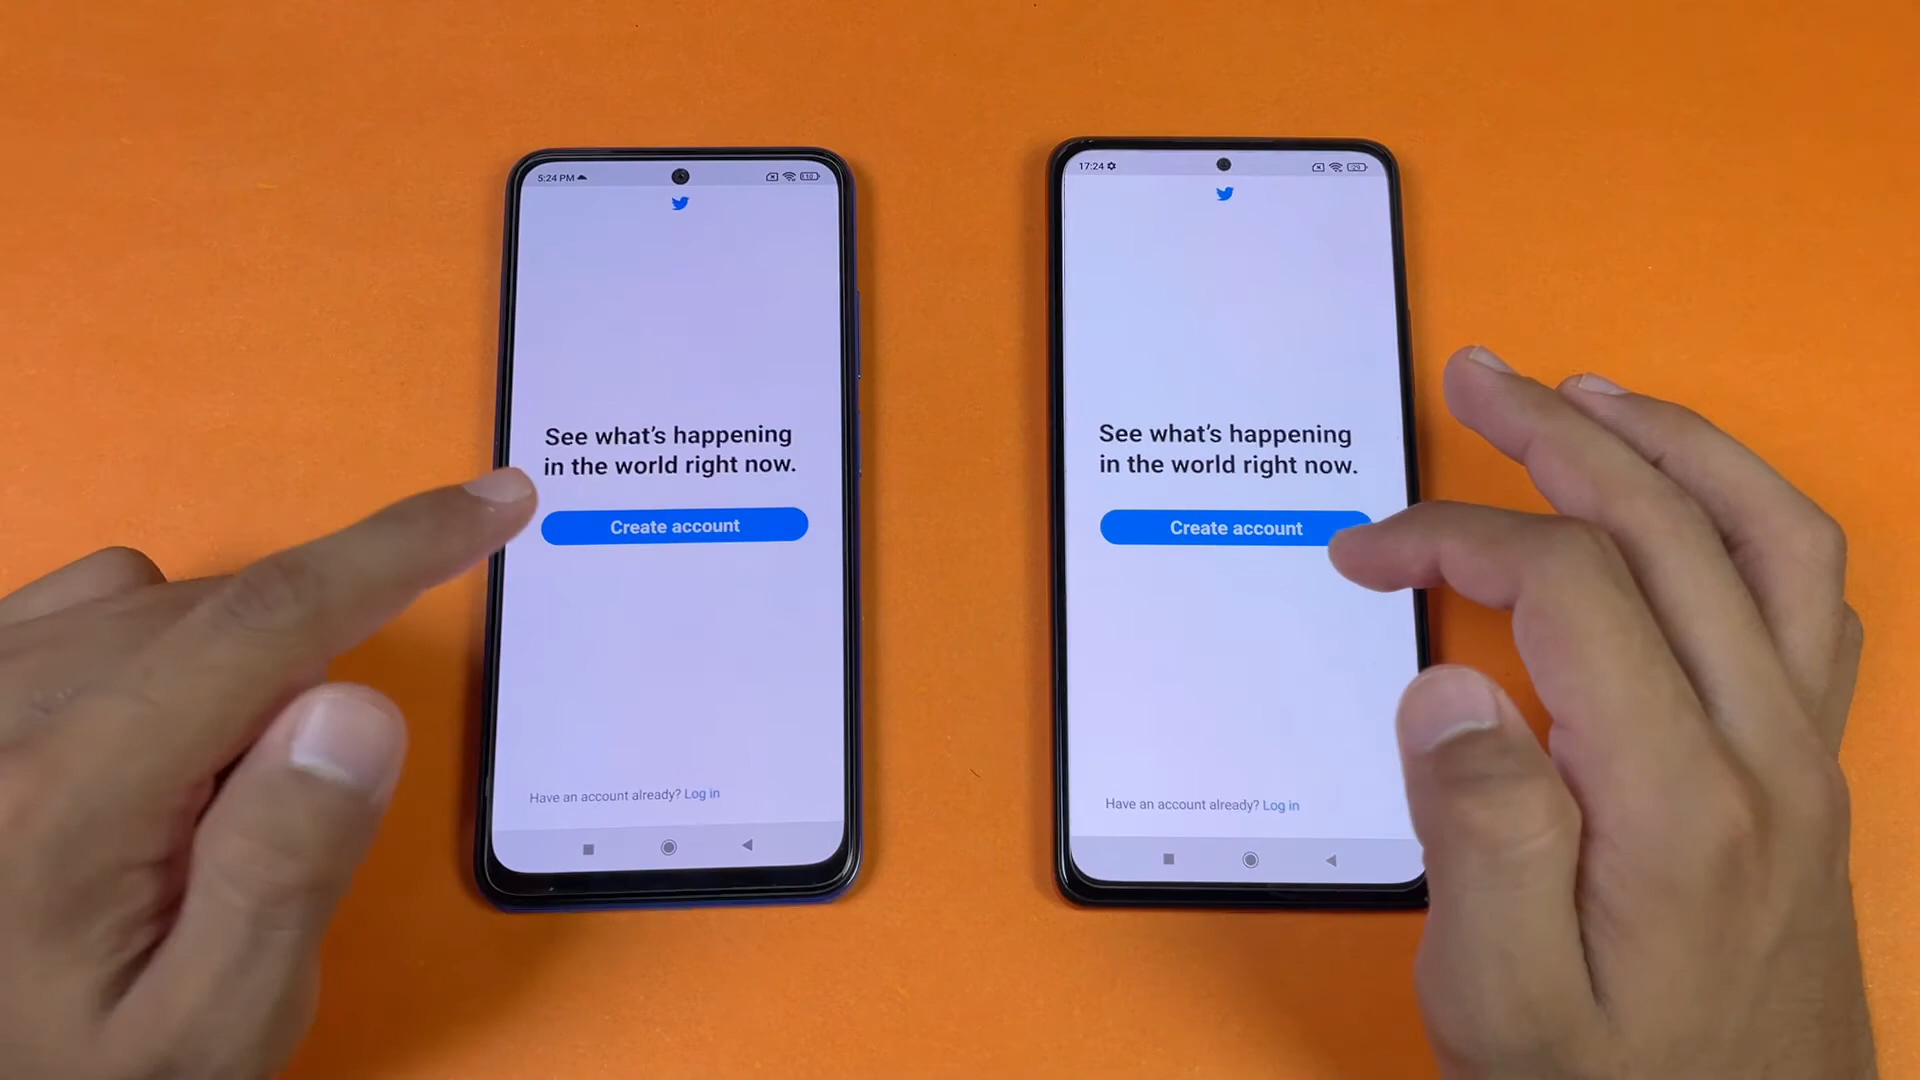 5:24 PM
See what's happening
in the world right now.
Create account
Have an account already? Log in
17:24
See what's happening
in the world right now.
Create account
Have an account already? Log in